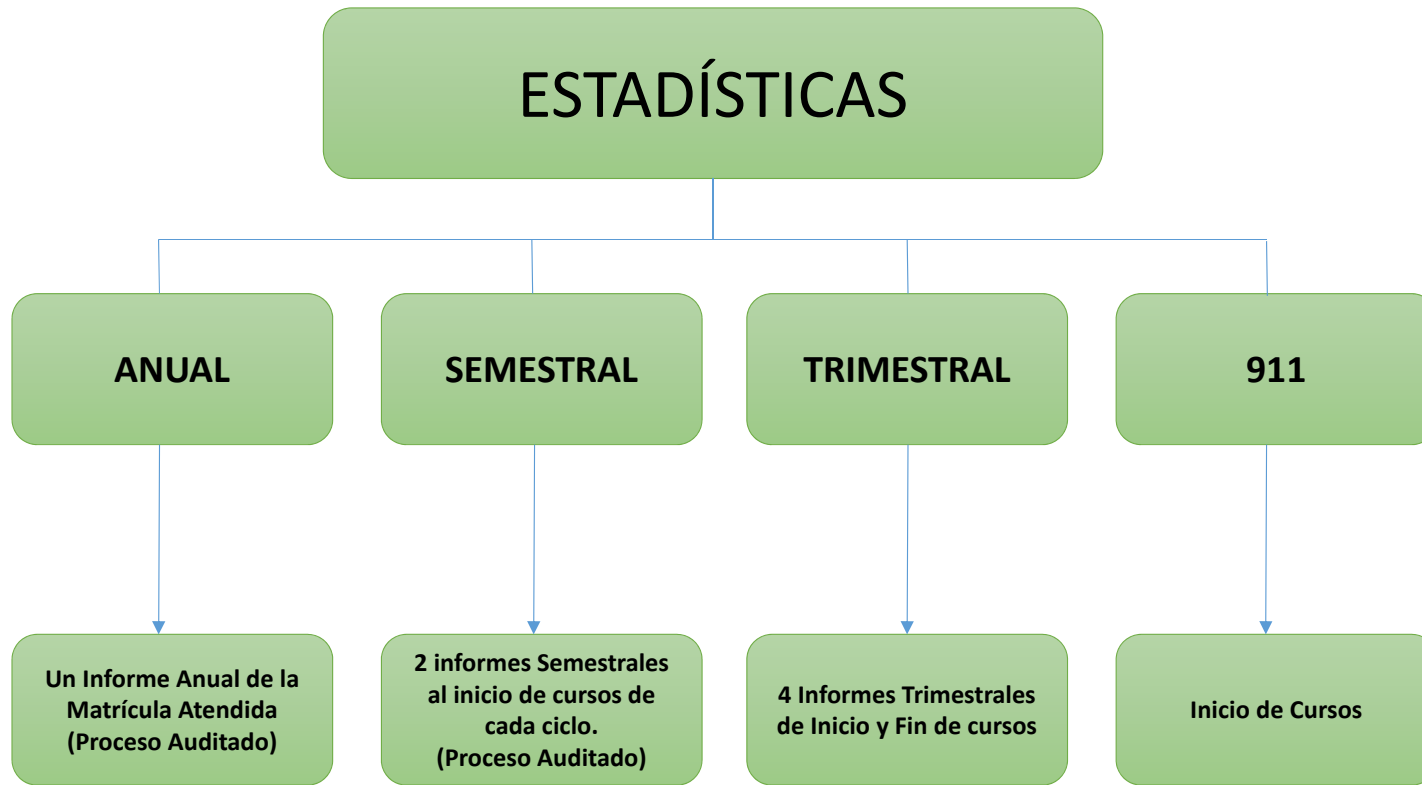 ESTADÍSTICAS
ANUAL
SEMESTRAL
TRIMESTRAL
911
Un Informe Anual de la
Matrícula Atendida
(Proceso Auditado)
2 informes Semestrales
al inicio de cursos de
cada ciclo.
(Proceso Auditado)
4 Informes Trimestrales
de Inicio y Fin de cursos
Inicio de Cursos